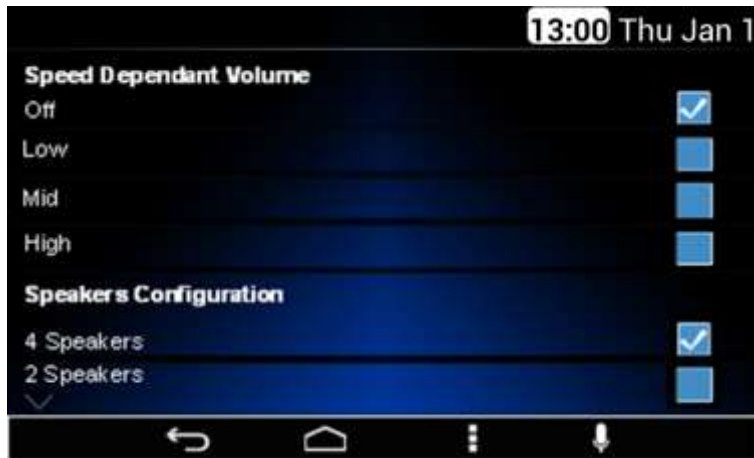 13:00 Thu Jan 1
Speed Dependant Volume
Off
Low
Mid
High
Speakers Configuration
4 Speakers
2 Speakers